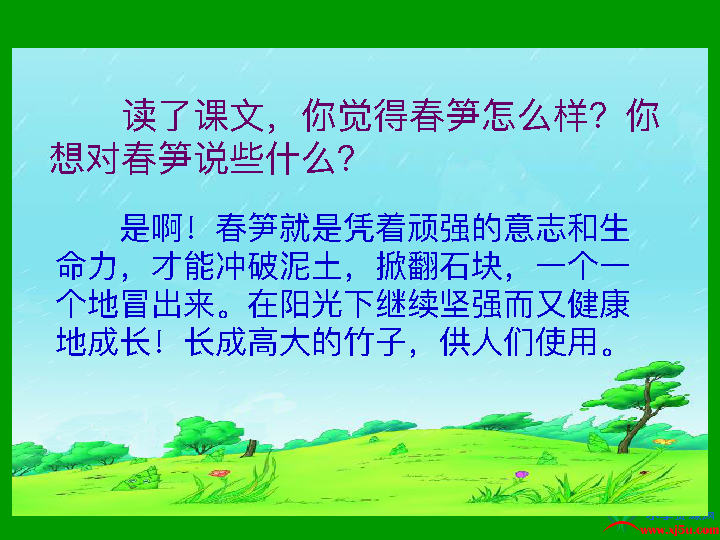 读了课文，你觉得春笋怎么样？你
想对春笋说些什么？
是啊！春笋就是凭着顽强的意志和生
命力，才能冲破泥土，掀翻石块，一个一
个地冒出来。在阳光下继续坚强而又健康
地成长！长成高大的竹子，供人们使用。